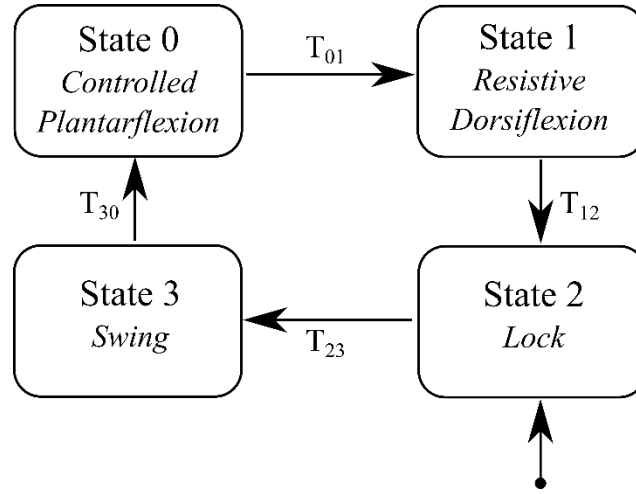 State 0
Controlled
Plantarflexion
T₀₁
State 1
Resistive
Dorsiflexion
T₃₀
T₁₂
State 3
Swing
T₂₃
State 2
Lock